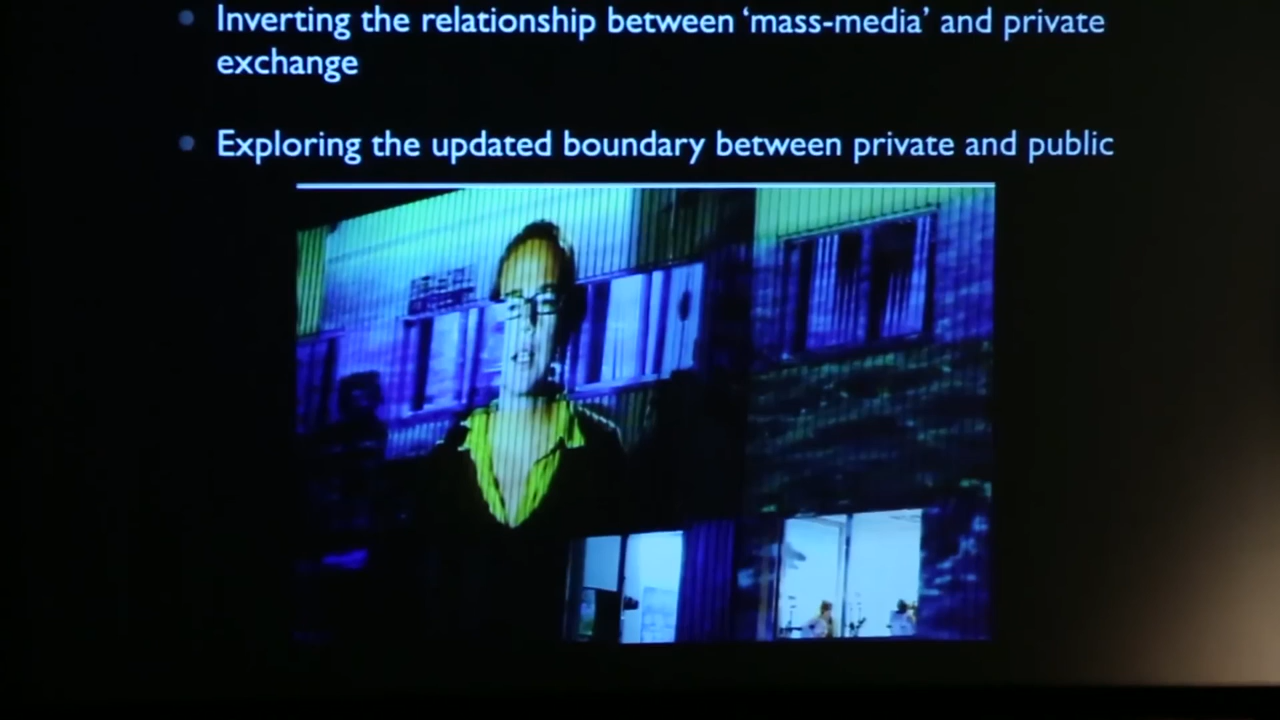 Inverting the relationship between ‘mass-media’ and private
exchange
Exploring the updated boundary between private and public